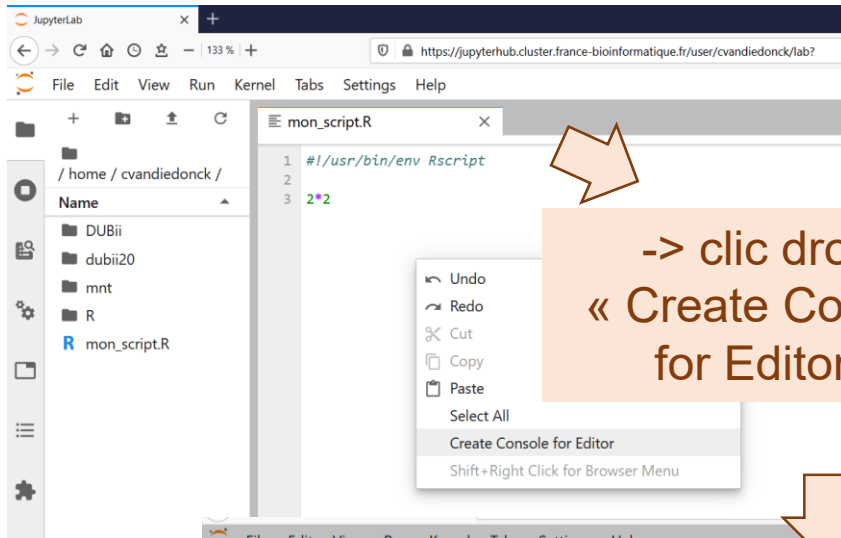 JupyterLab
133 %
https://jupyterhub.cluster.france-bioinformatique.fr/user/cvandiedonck/lab?
File Edit View Run Kernel Tabs Settings Help
mon_script.R
/ home / cvandiedonck /
Name
DUBii
dubii20
mnt
R
R mon_script.R
1 #!/usr/bin/env Rscript
2
3 2*2
-> clic dro
« Create Co
for Editor
Undo
Redo
Cut
Copy
Paste
Select All
Create Console for Editor
Shift+Right Click for Browser Menu